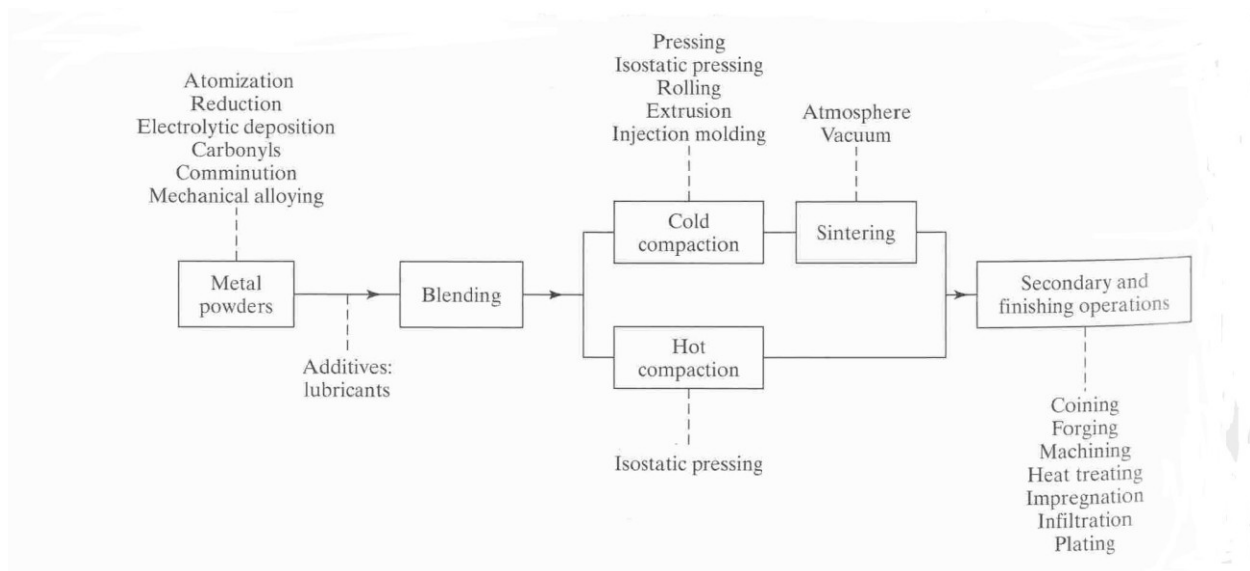 Atomization
Reduction
Electrolytic deposition
Carbonyls
Comminution
Mechanical alloying
Metal
powders
Additives:
lubricants
Blending
Pressing
Isostatic pressing
Rolling
Extrusion
Injection molding
Cold
compaction
Atmosphere
Vacuum
Sintering
Hot
compaction
Isostatic pressing
Secondary and
finishing operations
Coining
Forging
Machining
Heat treating
Impregnation
Infiltration
Plating